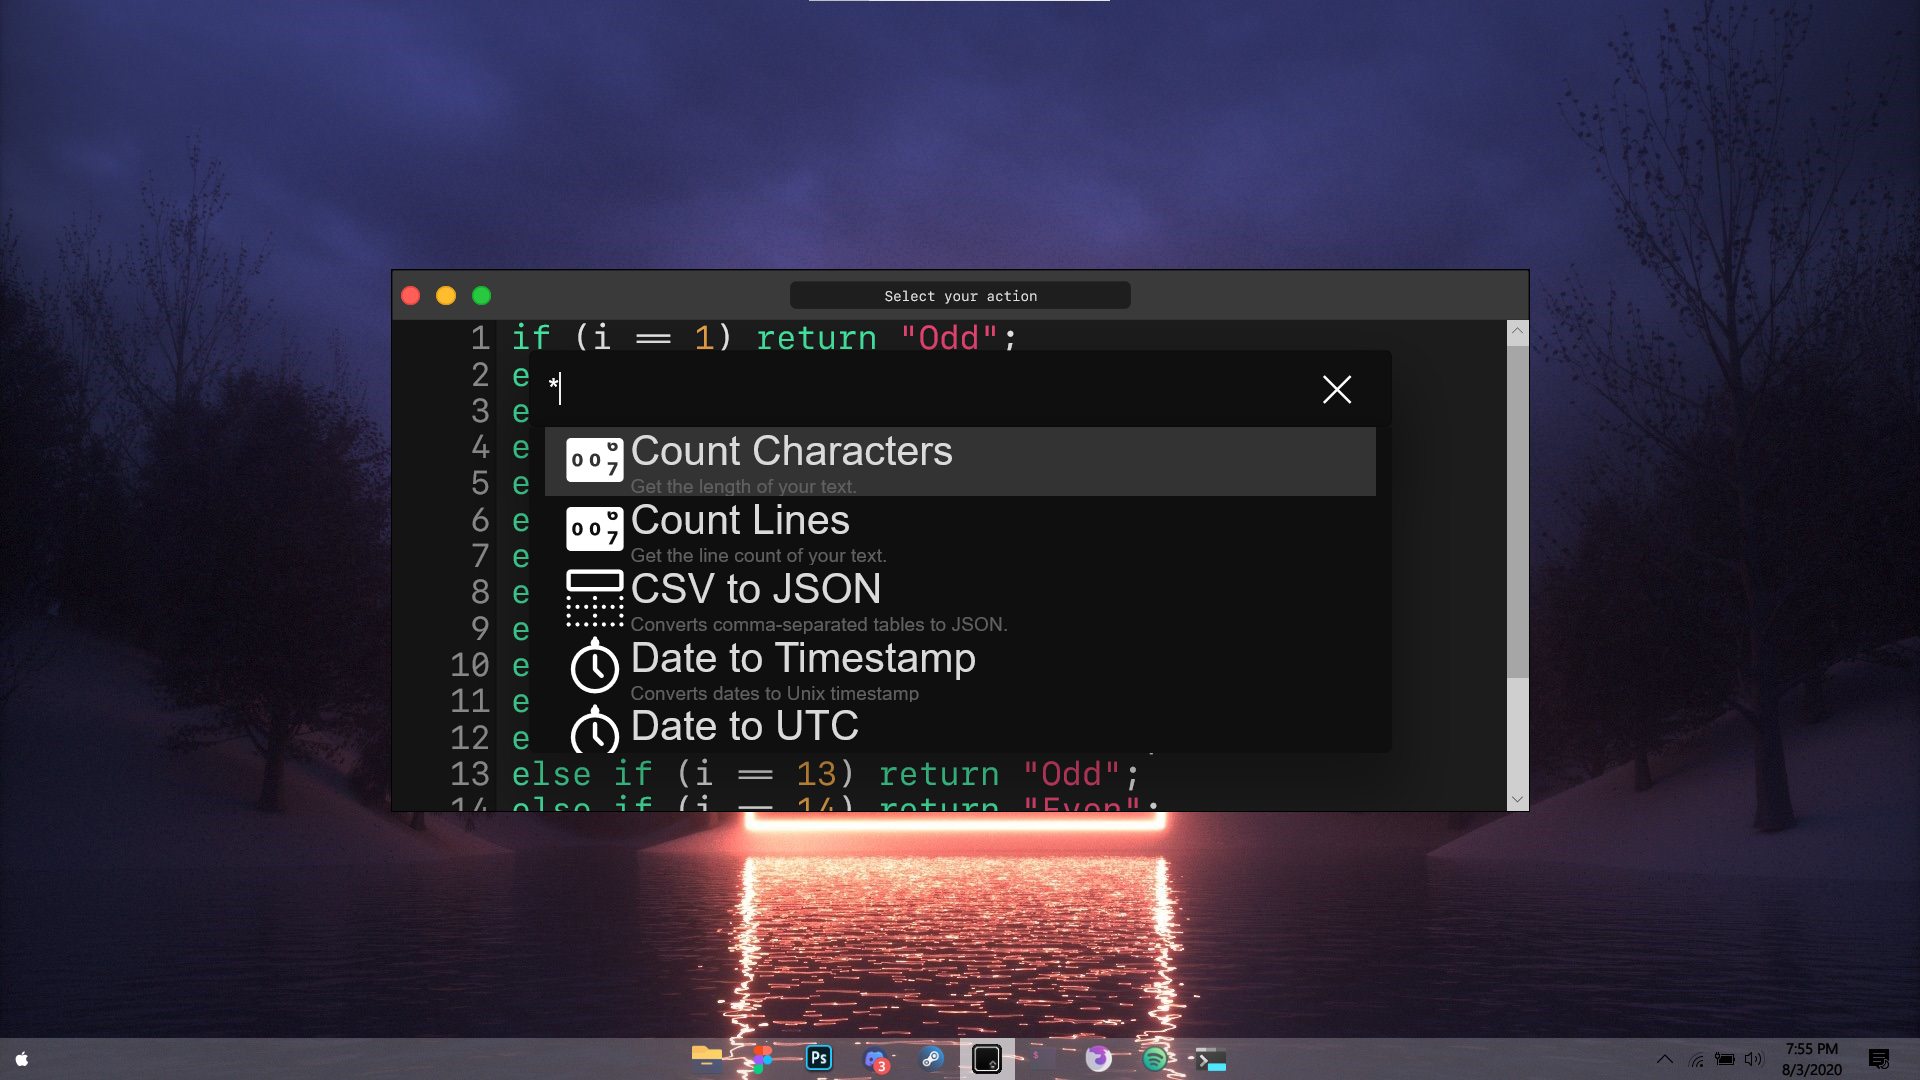 Select your action
1 if (i == 1) return "Odd";
2 e
*
3 e
4 e
Count Characters
5 e
Get the length of your text.
6 e
Count Lines
7 e
Get the line count of your text.
8 e
CSV to JSON
9 e
Converts comma-separated tables to JSON.
10 e
Date to Timestamp
11 e
Converts dates to Unix timestamp
12 e
Date to UTC
13 else if (i == 13) return "Odd";
14 else if (i == 14) return "Even";
Ps
3
$
7:55 PM
8/3/2020